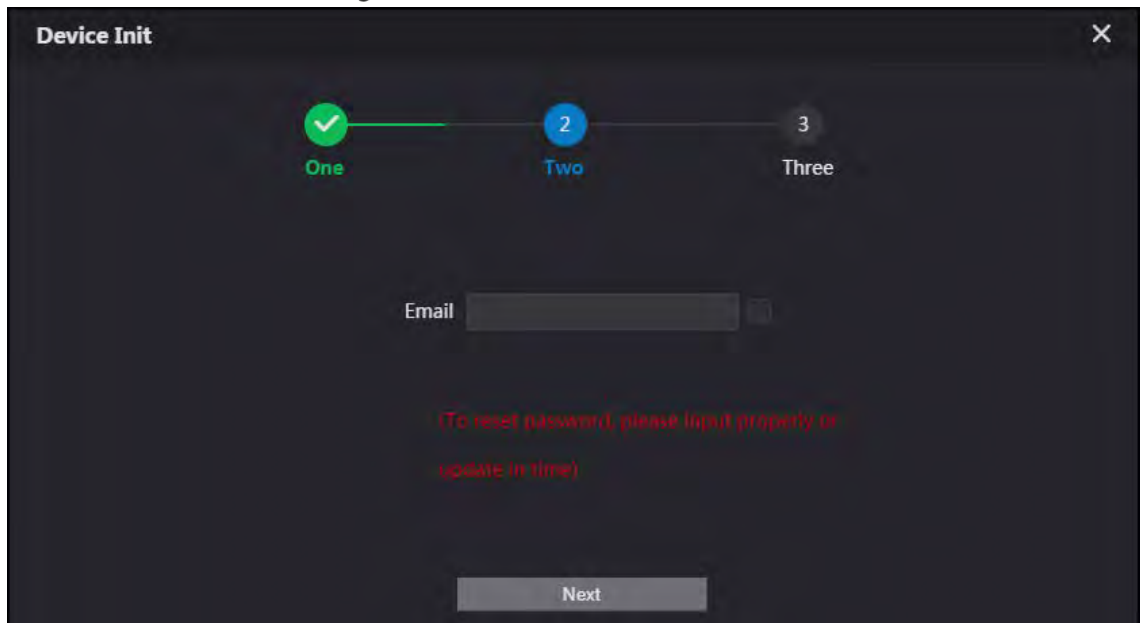 Device Init
2
3
One
Two
Three
Email
(To reset password, please input properly or
update in time)
Next